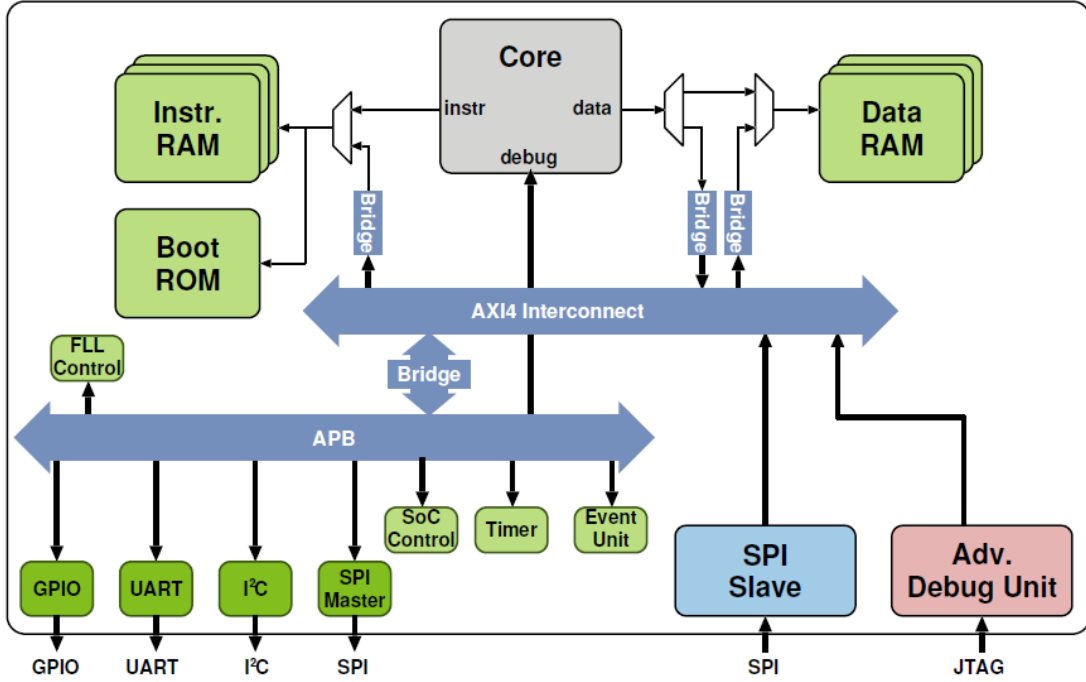 Core
instr
data
debug
Instr.
RAM
Data
RAM
Boot
ROM
Bridge
Bridge
Bridge
AXI4 Interconnect
FLL
Control
Bridge
APB
SoC
Control
Timer
Event
Unit
GPIO
UART
I²C
SPI
Master
SPI
Slave
Adv.
Debug Unit
GPIO
UART
I²C
SPI
SPI
JTAG